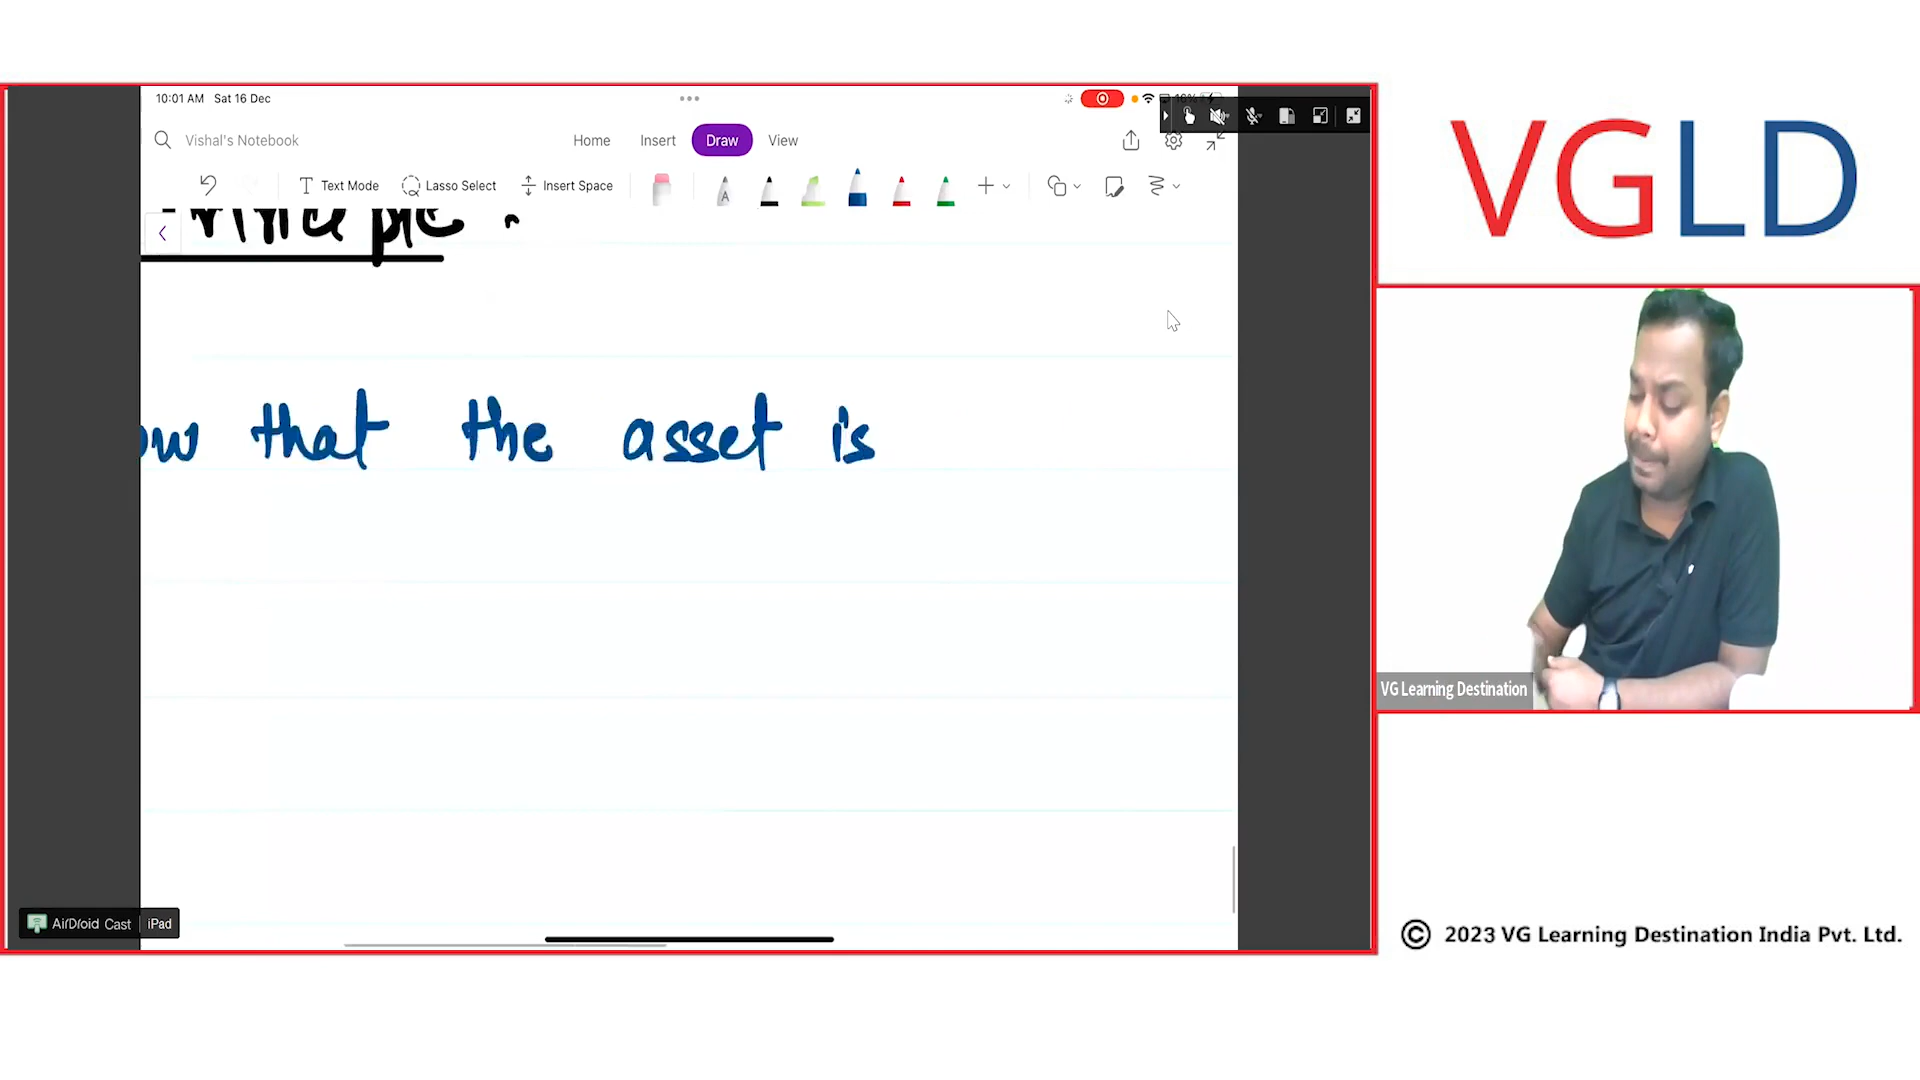 VGLD
10:01 AM Sat 16 Dec
16%
Vishal's Notebook
Home Insert Draw View
Text Mode Lasso Select Insert Space
that the asset is
VG Learning Destination
AirDroid Cast iPad
© 2023 VG Learning Destination India Pvt. Ltd.